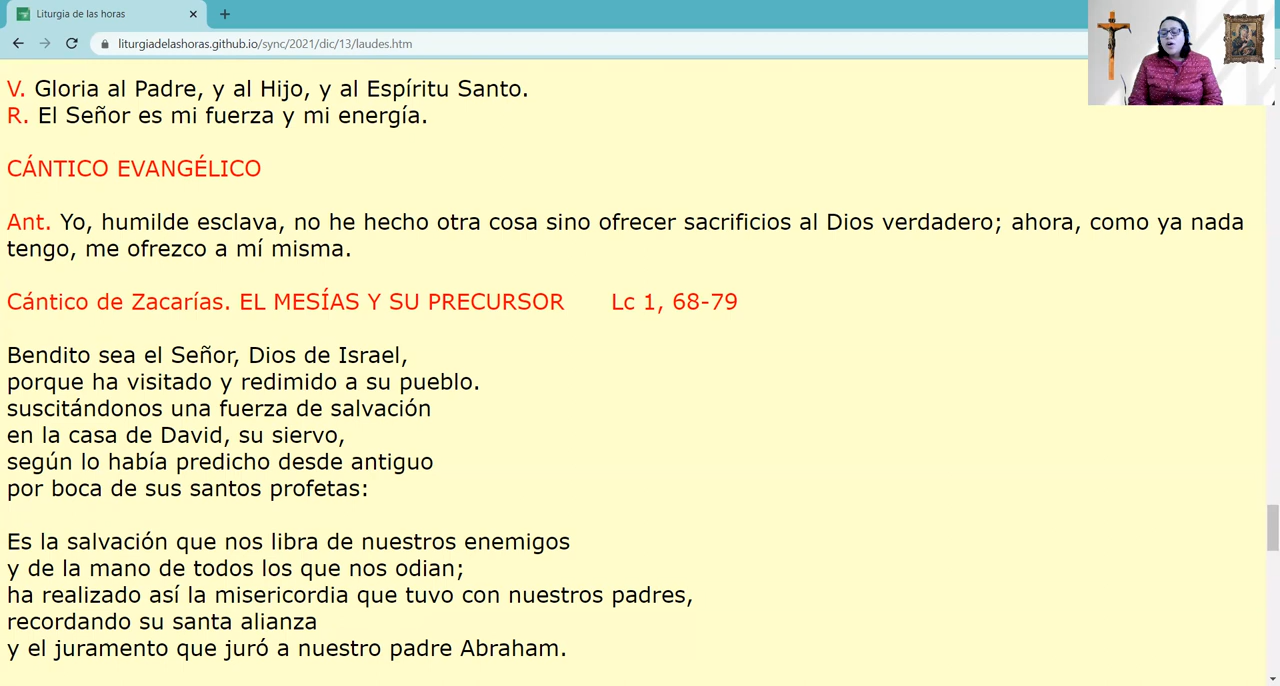 Liturgia de las horas
liturgiadelashoras.github.io/sync/2021/dic/13/laudes.htm
V. Gloria al Padre, y al Hijo, y al Espíritu Santo.
R. El Señor es mi fuerza y mi energía.
CÁNTICO EVANGÉLICO
Ant. Yo, humilde esclava, no he hecho otra cosa sino ofrecer sacrificios al Dios verdadero; ahora, como ya nada
tengo, me ofrezco a mí misma.
Cántico de Zacarías. EL MESÍAS Y SU PRECURSOR Lc 1, 68-79
Bendito sea el Señor, Dios de Israel,
porque ha visitado y redimido a su pueblo.
suscitándonos una fuerza de salvación
en la casa de David, su siervo,
según lo había predicho desde antiguo
por boca de sus santos profetas:
Es la salvación que nos libra de nuestros enemigos
y de la mano de todos los que nos odian;
ha realizado así la misericordia que tuvo con nuestros padres,
recordando su santa alianza
y el juramento que juró a nuestro padre Abraham.